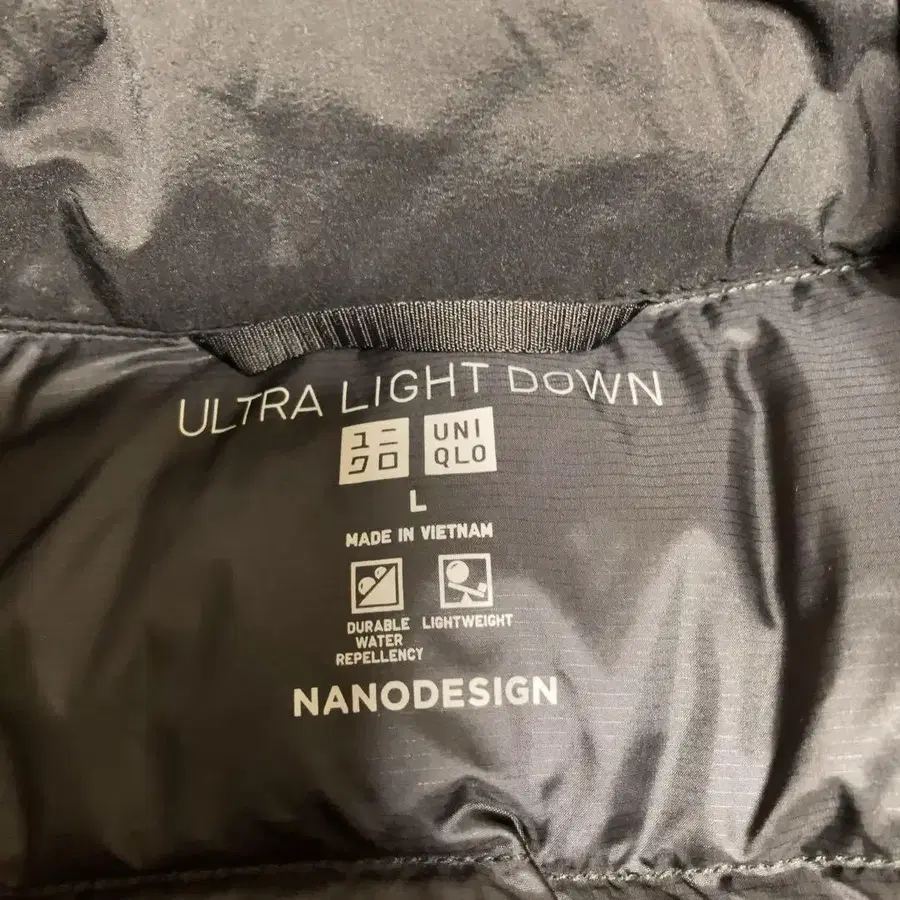 ULTRA LIGHT DOWN
ユニ UNI
クロ QLO
L
MADE IN VIETNAM
DURABLE LIGHTWEIGHT
WATER
REPELLENCY
NANODESIGN